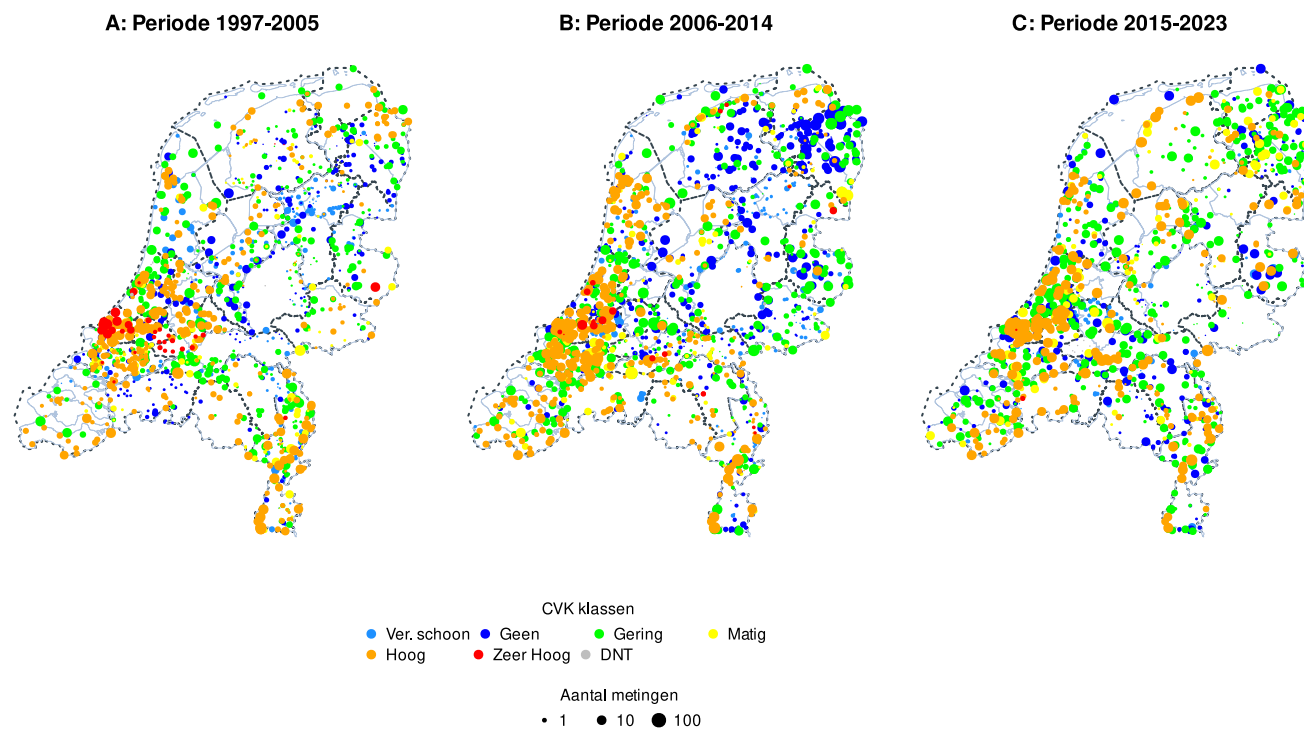 A: Periode 1997-2005
B: Periode 2006-2014
C: Periode 2015-2023
CVK klassen
Ver. schoon
Geen
Gering
Matig
Hoog
Zeer Hoog
DNT
Aantal metingen
1
10
100